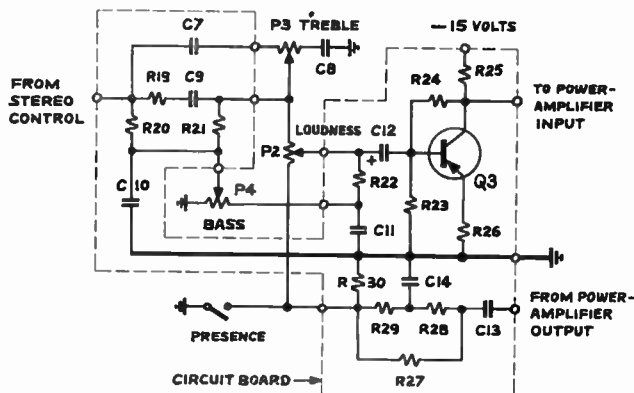 C7
P3 TREBLE
C8
-15 VOLTS
FROM
STEREO
CONTROL
R19
C9
R20
R21
R24
R25
TO POWER-
AMPLIFIER
INPUT
LOUDNESS
C12
P2
+
R22
Q3
C10
P4
BASS
R23
R26
C11
R 30
C14
FROM POWER-
AMPLIFIER
OUTPUT
PRESENCE
R29
R28
C13
R27
CIRCUIT BOARD